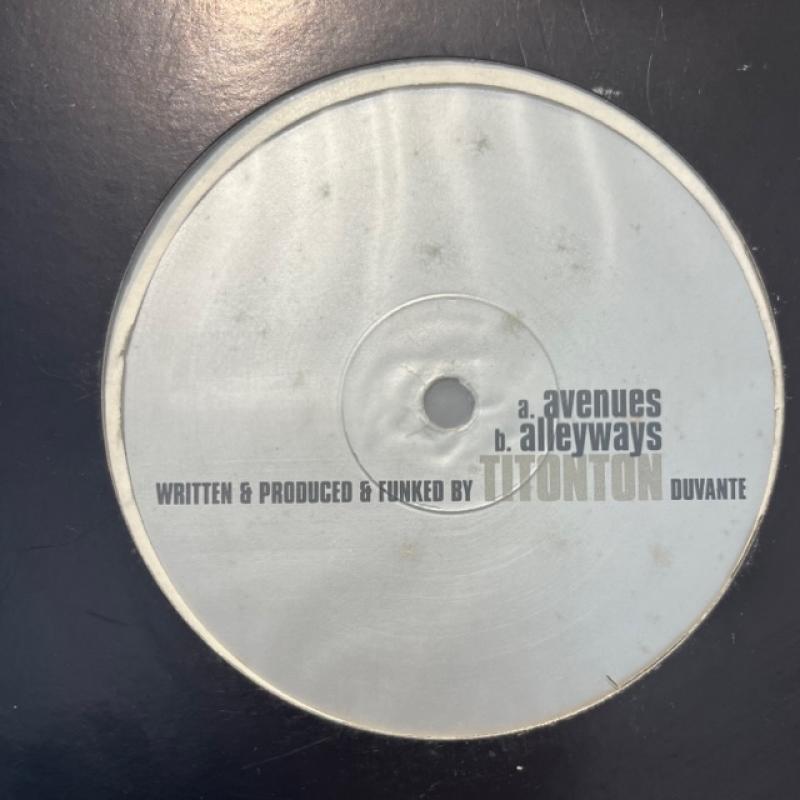 a. avenues
b. alleyways
WRITTEN & PRODUCED & FUNKED BY TITONTON DUVANTE